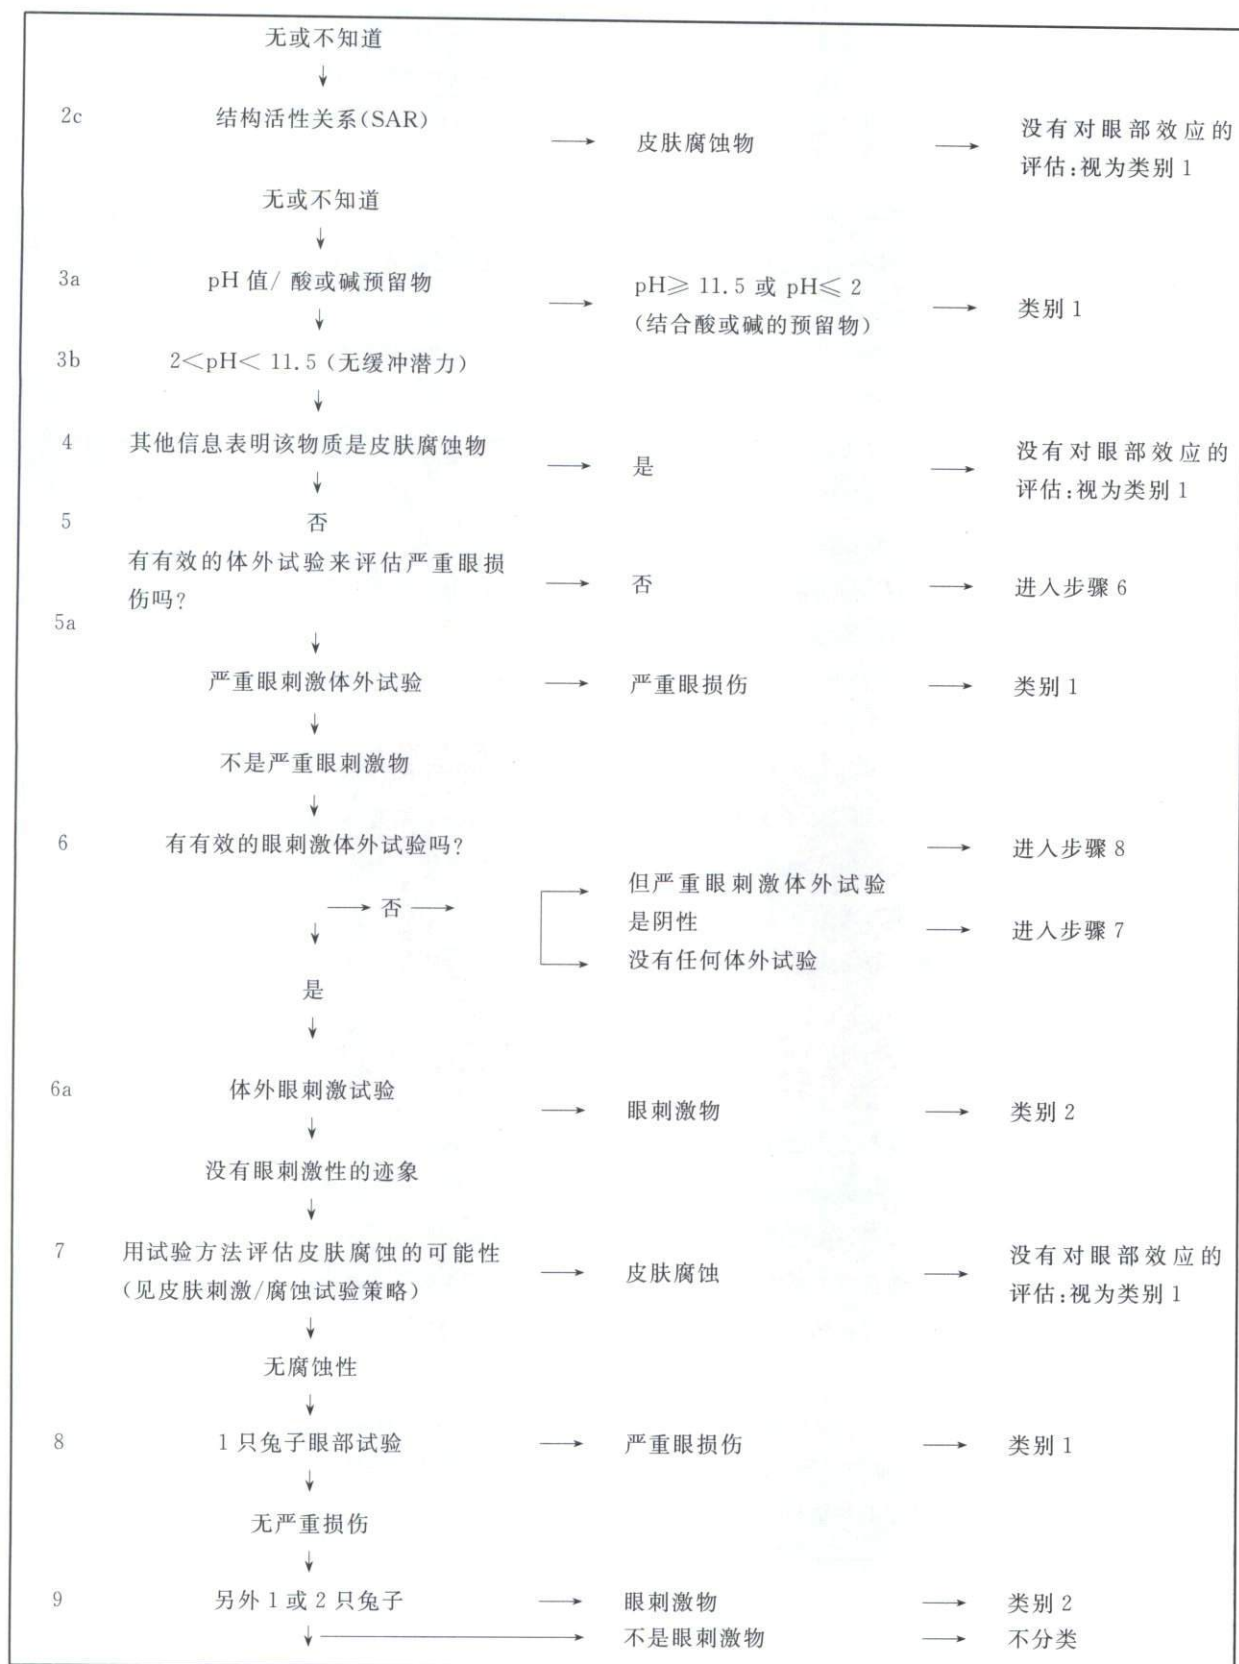 无或不知道
2c 结构活性关系(SAR) 皮肤腐蚀物 没有对眼部效应的
评估:视为类别 1
无或不知道
3a pH 值/ 酸或碱预留物 pH≥ 11.5 或 pH≤ 2
(结合酸或碱的预留物) 类别 1
3b 2<pH< 11.5 (无缓冲潜力)
4 其他信息表明该物质是皮肤腐蚀物 是 没有对眼部效应的
评估:视为类别 1
5 否
有有效的体外试验来评估严重眼损 否 进入步骤 6
伤吗?
5a
严重眼刺激体外试验 严重眼损伤 类别 1
不是严重眼刺激物
6 有有效的眼刺激体外试验吗? 进入步骤 8
但严重眼刺激体外试验
否 是阴性 进入步骤 7
没有任何体外试验
是
6a 体外眼刺激试验 眼刺激物 类别 2
没有眼刺激性的迹象
7 用试验方法评估皮肤腐蚀的可能性 皮肤腐蚀 没有对眼部效应的
(见皮肤刺激/腐蚀试验策略) 评估:视为类别 1
无腐蚀性
8 1 只兔子眼部试验 严重眼损伤 类别 1
无严重损伤
9 另外 1 或 2 只兔子 眼刺激物 类别 2
不是眼刺激物 不分类